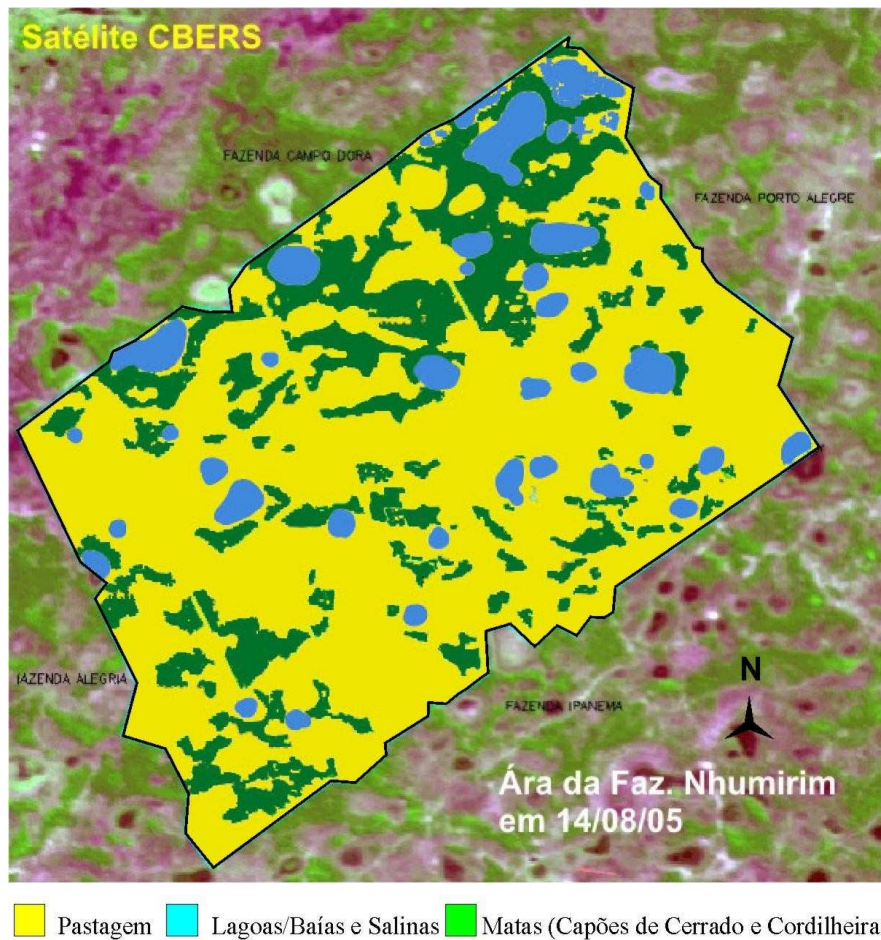 Satélite CBERS
FAZENDA CAMPO DORA
FAZENDA PORTO ALEGRE
FAZENDA ALEGRIA
FAZENDA IPANEMA
N
Ára da Faz. Nhumirim
em 14/08/05
Pastagem
Lagoas/Baías e Salinas
Matas (Capões de Cerrado e Cordilheira